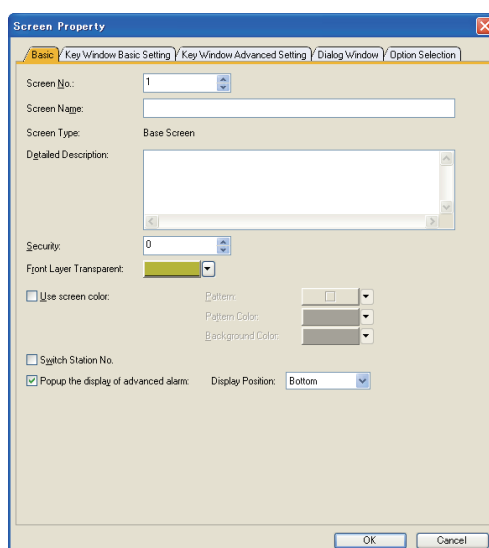 Screen Property
Basic Key Window Basic Setting Key Window Advanced Setting Dialog Window Option Selection
Screen No.: 1
Screen Name:
Screen Type: Base Screen
Detailed Description:
Security: 0
Front Layer Transparent:
Use screen color: Pattern:
Pattern Color:
Background Color:
Switch Station No.
Popup the display of advanced alarm: Display Position: Bottom
OK Cancel